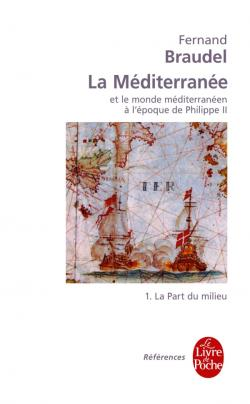 Fernand
Braudel
La Méditerranée
et le monde méditerranéen
à l'époque de Philippe II
TER
1. La Part du milieu
Références
Le
Livre
de
Poche